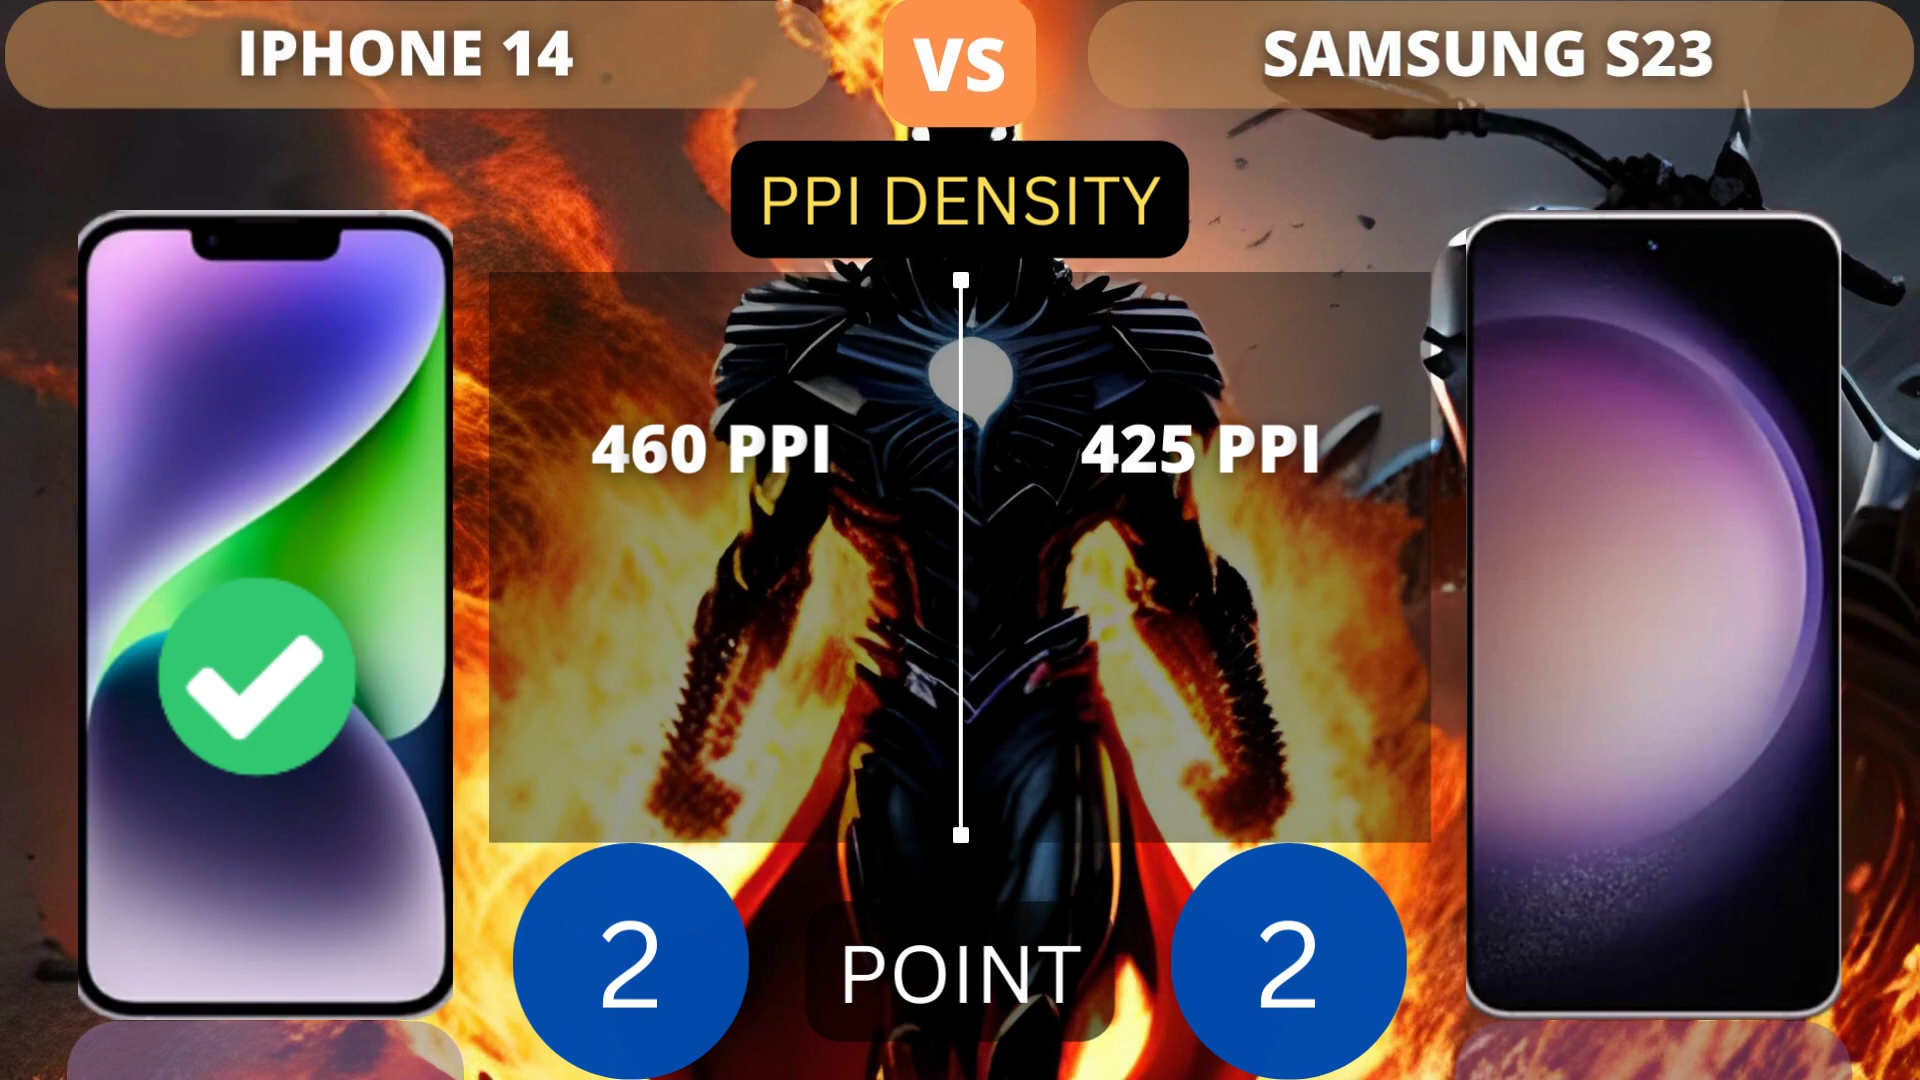 IPHONE 14
VS
SAMSUNG S23
PPI DENSITY
460 PPI
425 PPI
2
POINT
2